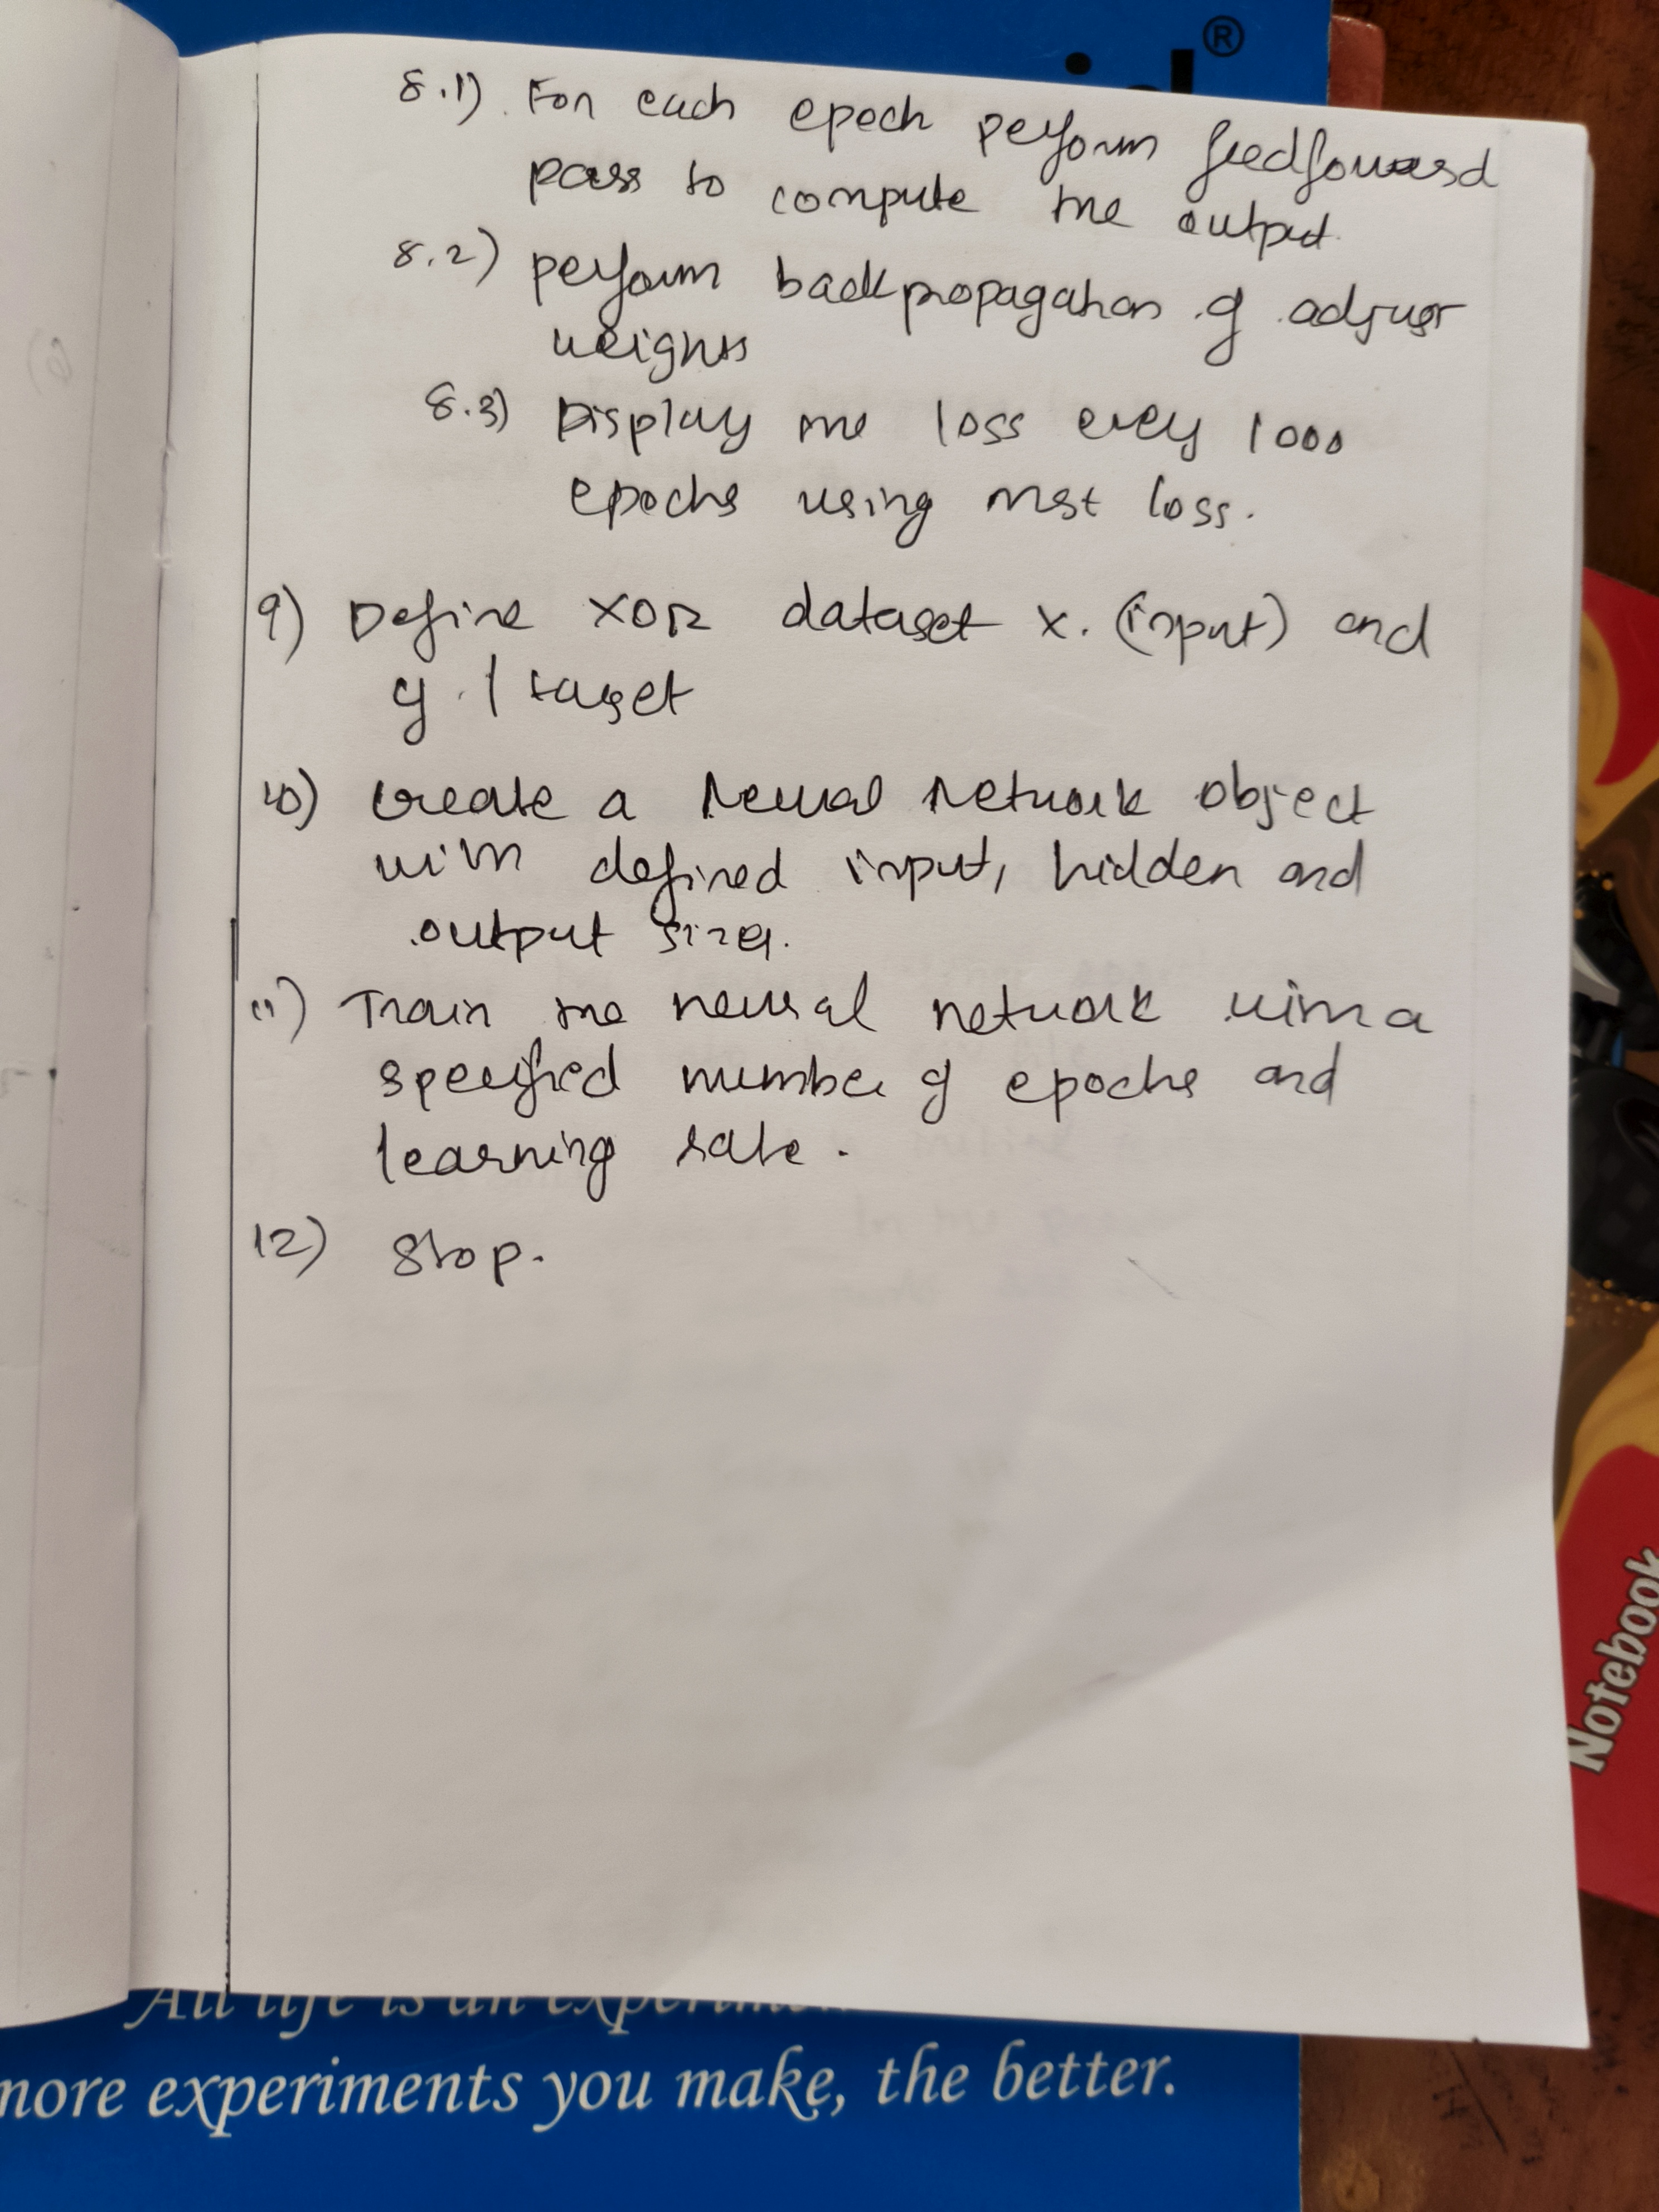 ®
8.1) For each epoch perform feedforward
pass to compute the output.
8.2) perform backpropagation of adjust
weights
8.3) Display the loss every 1000
epochs using mse loss.
9) Define XOR dataset x. (input) and
y. | target
10) Create a Neural Network object
with defined input, hidden and
output size.
11) Train the neural network with a
specified number of epochs and
learning rate.
12) Stop.
Notebook
All life is an
more experiments you make, the better.